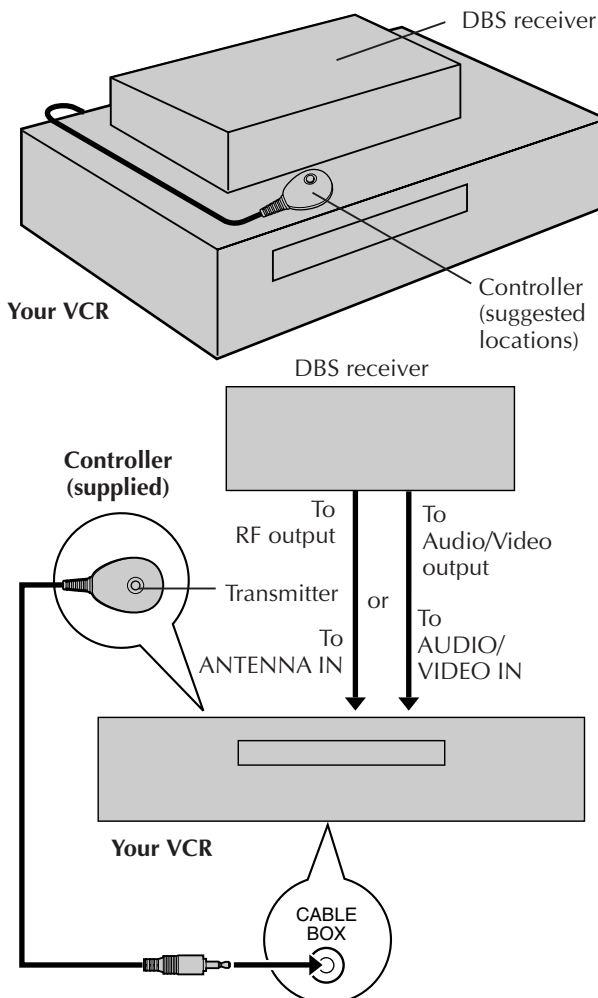 DBS receiver
Your VCR
Controller
(suggested
locations)
DBS receiver
Controller
(supplied)
To
RF output
To
Audio/Video
output
Transmitter
or
To
ANTENNA IN
To
AUDIO/
VIDEO IN
Your VCR
CABLE
BOX